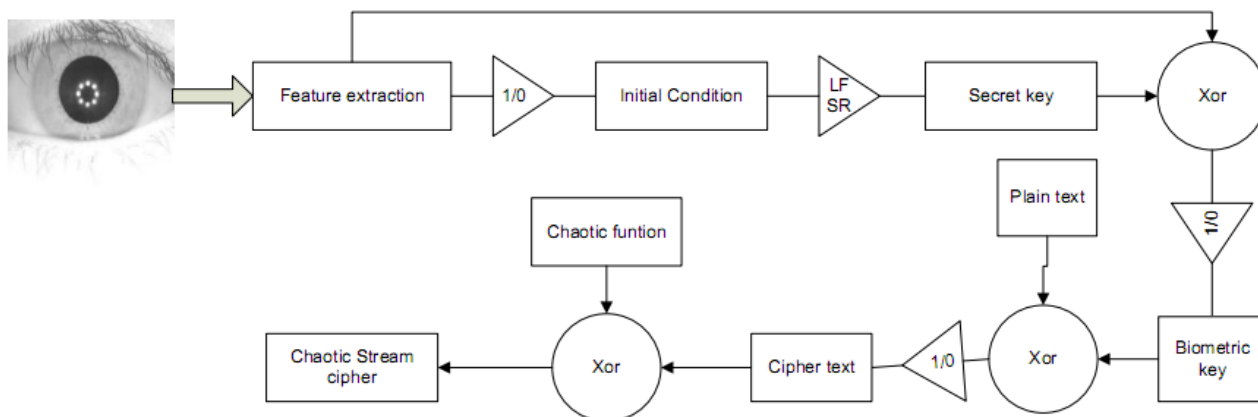 Feature extraction
1/0
Initial Condition
LF
SR
Secret key
Xor
Plain text
1/0
Chaotic funtion
Chaotic Stream
cipher
Xor
Cipher text
1/0
Xor
Biometric
key